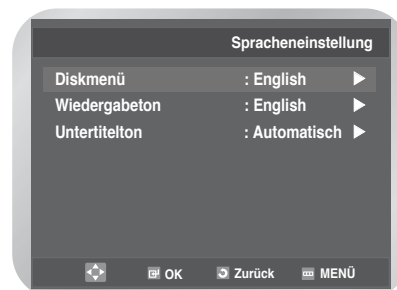 Spracheneinstellung
Diskmenü : English
Wiedergabeton : English
Untertitelton : Automatisch
OK Zurück MENÜ